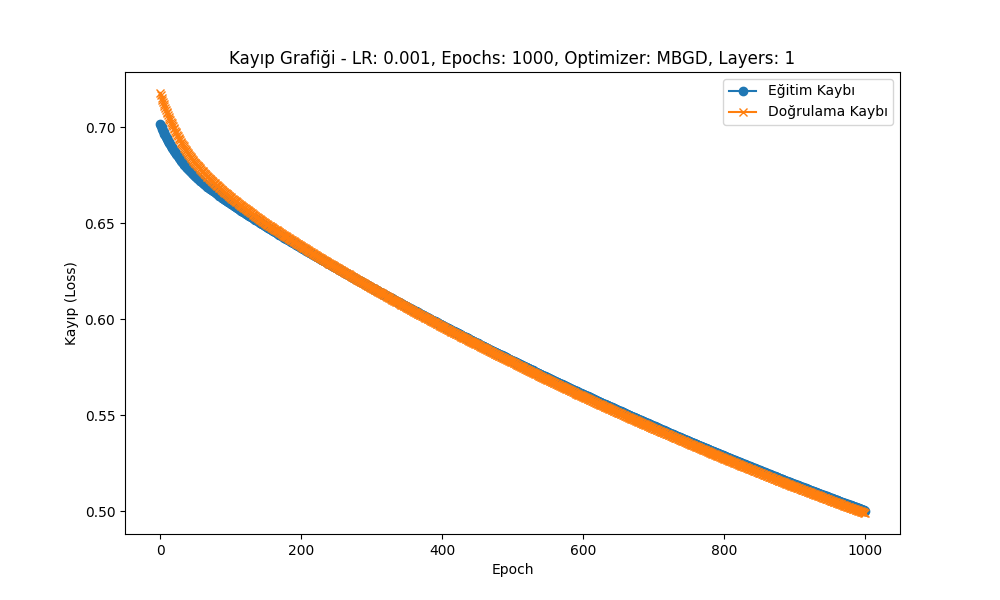 Kayıp Grafiği - LR: 0.001, Epochs: 1000, Optimizer: MBGD, Layers: 1
Eğitim Kaybı
Doğrulama Kaybı
Kayıp (Loss)
0.70
0.65
0.60
0.55
0.50
0 200 400 600 800 1000
Epoch